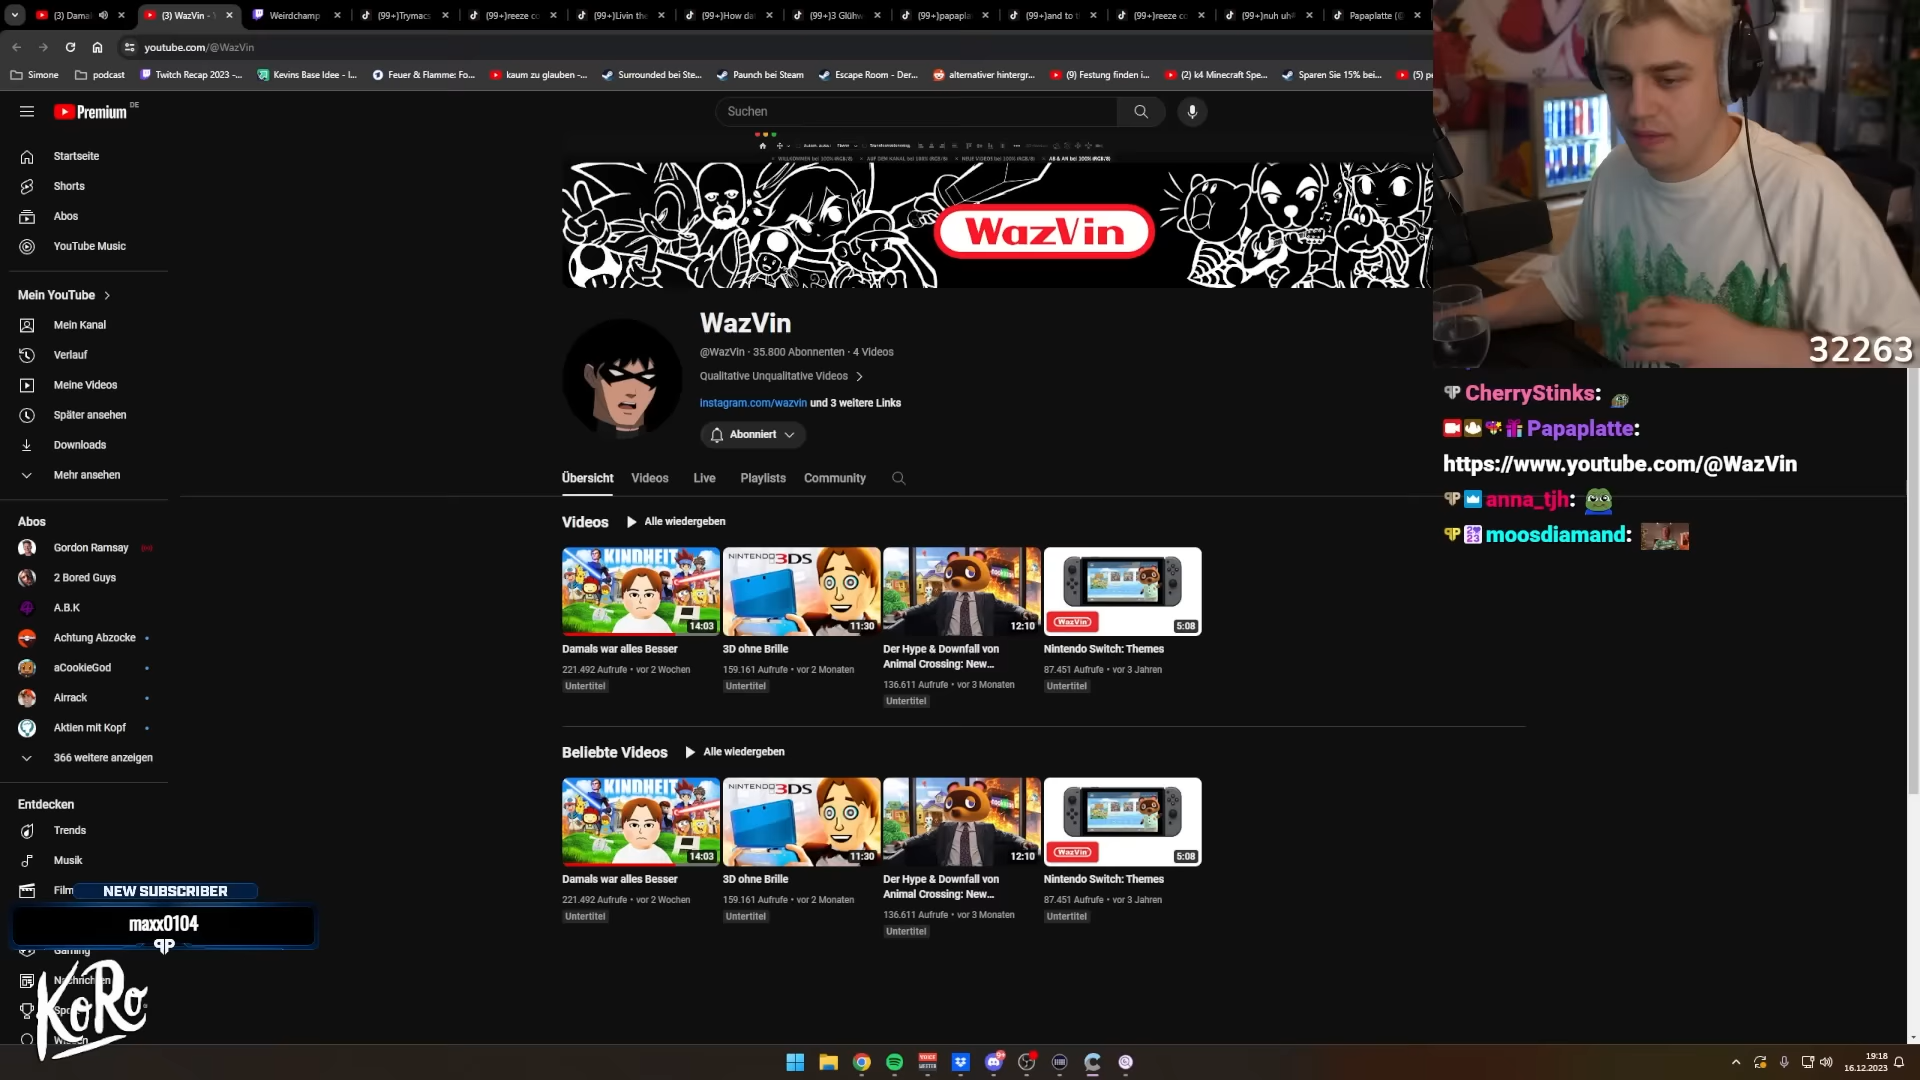 (3) Damal
(3) WazVin - Y
Weirdchamp
(99+)Trymacs
(99+)reeze co
(99+)Livin the
(99+)How da
(99+)3 Glühw
(99+)papapla
(99+)and to t
(99+)reeze co
(99+)nuh uh#
Papaplatte (@
youtube.com/@WazVin
Simone
podcast
Twitch Recap 2023 -...
Kevins Base Idee - I...
Feuer & Flamme: Fo...
kaum zu glauben -...
Surrounded bei Ste...
Paunch bei Steam
Escape Room - Der...
alternativer hintergr...
(9) Festung finden i...
(2) k4 Minecraft Spe...
Sparen Sie 15% bei...
(5) pe
Premium DE
Suchen
Startseite
Shorts
Abos
YouTube Music
Mein YouTube
Mein Kanal
Verlauf
Meine Videos
Später ansehen
Downloads
Mehr ansehen
Abos
Gordon Ramsay
2 Bored Guys
A.B.K
Achtung Abzocke
aCookieGod
Airrack
Aktien mit Kopf
366 weitere anzeigen
Entdecken
Trends
Musik
Film
NEW SUBSCRIBER
maxx0104
Gaming
Nachrichten
KoRo
WazVin
WazVin
@WazVin · 35.800 Abonnenten · 4 Videos
Qualitative Unqualitative Videos
instagram.com/wazvin und 3 weitere Links
Abonniert
Übersicht
Videos
Live
Playlists
Community
Videos
Alle wiedergeben
KINDHEIT
14:03
NINTENDO 3DS
11:30
12:10
WazVin
5:08
Damals war alles Besser
221.492 Aufrufe • vor 2 Wochen
Untertitel
3D ohne Brille
159.161 Aufrufe • vor 2 Monaten
Untertitel
Der Hype & Downfall von
Animal Crossing: New...
136.611 Aufrufe • vor 3 Monaten
Untertitel
Nintendo Switch: Themes
87.451 Aufrufe • vor 3 Jahren
Untertitel
Beliebte Videos
Alle wiedergeben
KINDHEIT
14:03
NINTENDO 3DS
11:30
12:10
WazVin
5:08
Damals war alles Besser
221.492 Aufrufe • vor 2 Wochen
Untertitel
3D ohne Brille
159.161 Aufrufe • vor 2 Monaten
Untertitel
Der Hype & Downfall von
Animal Crossing: New...
136.611 Aufrufe • vor 3 Monaten
Untertitel
Nintendo Switch: Themes
87.451 Aufrufe • vor 3 Jahren
Untertitel
32263
CherryStinks:
Papaplatte:
https://www.youtube.com/@WazVin
anna_tjh:
moosdiamand:
19:18
16.12.2023